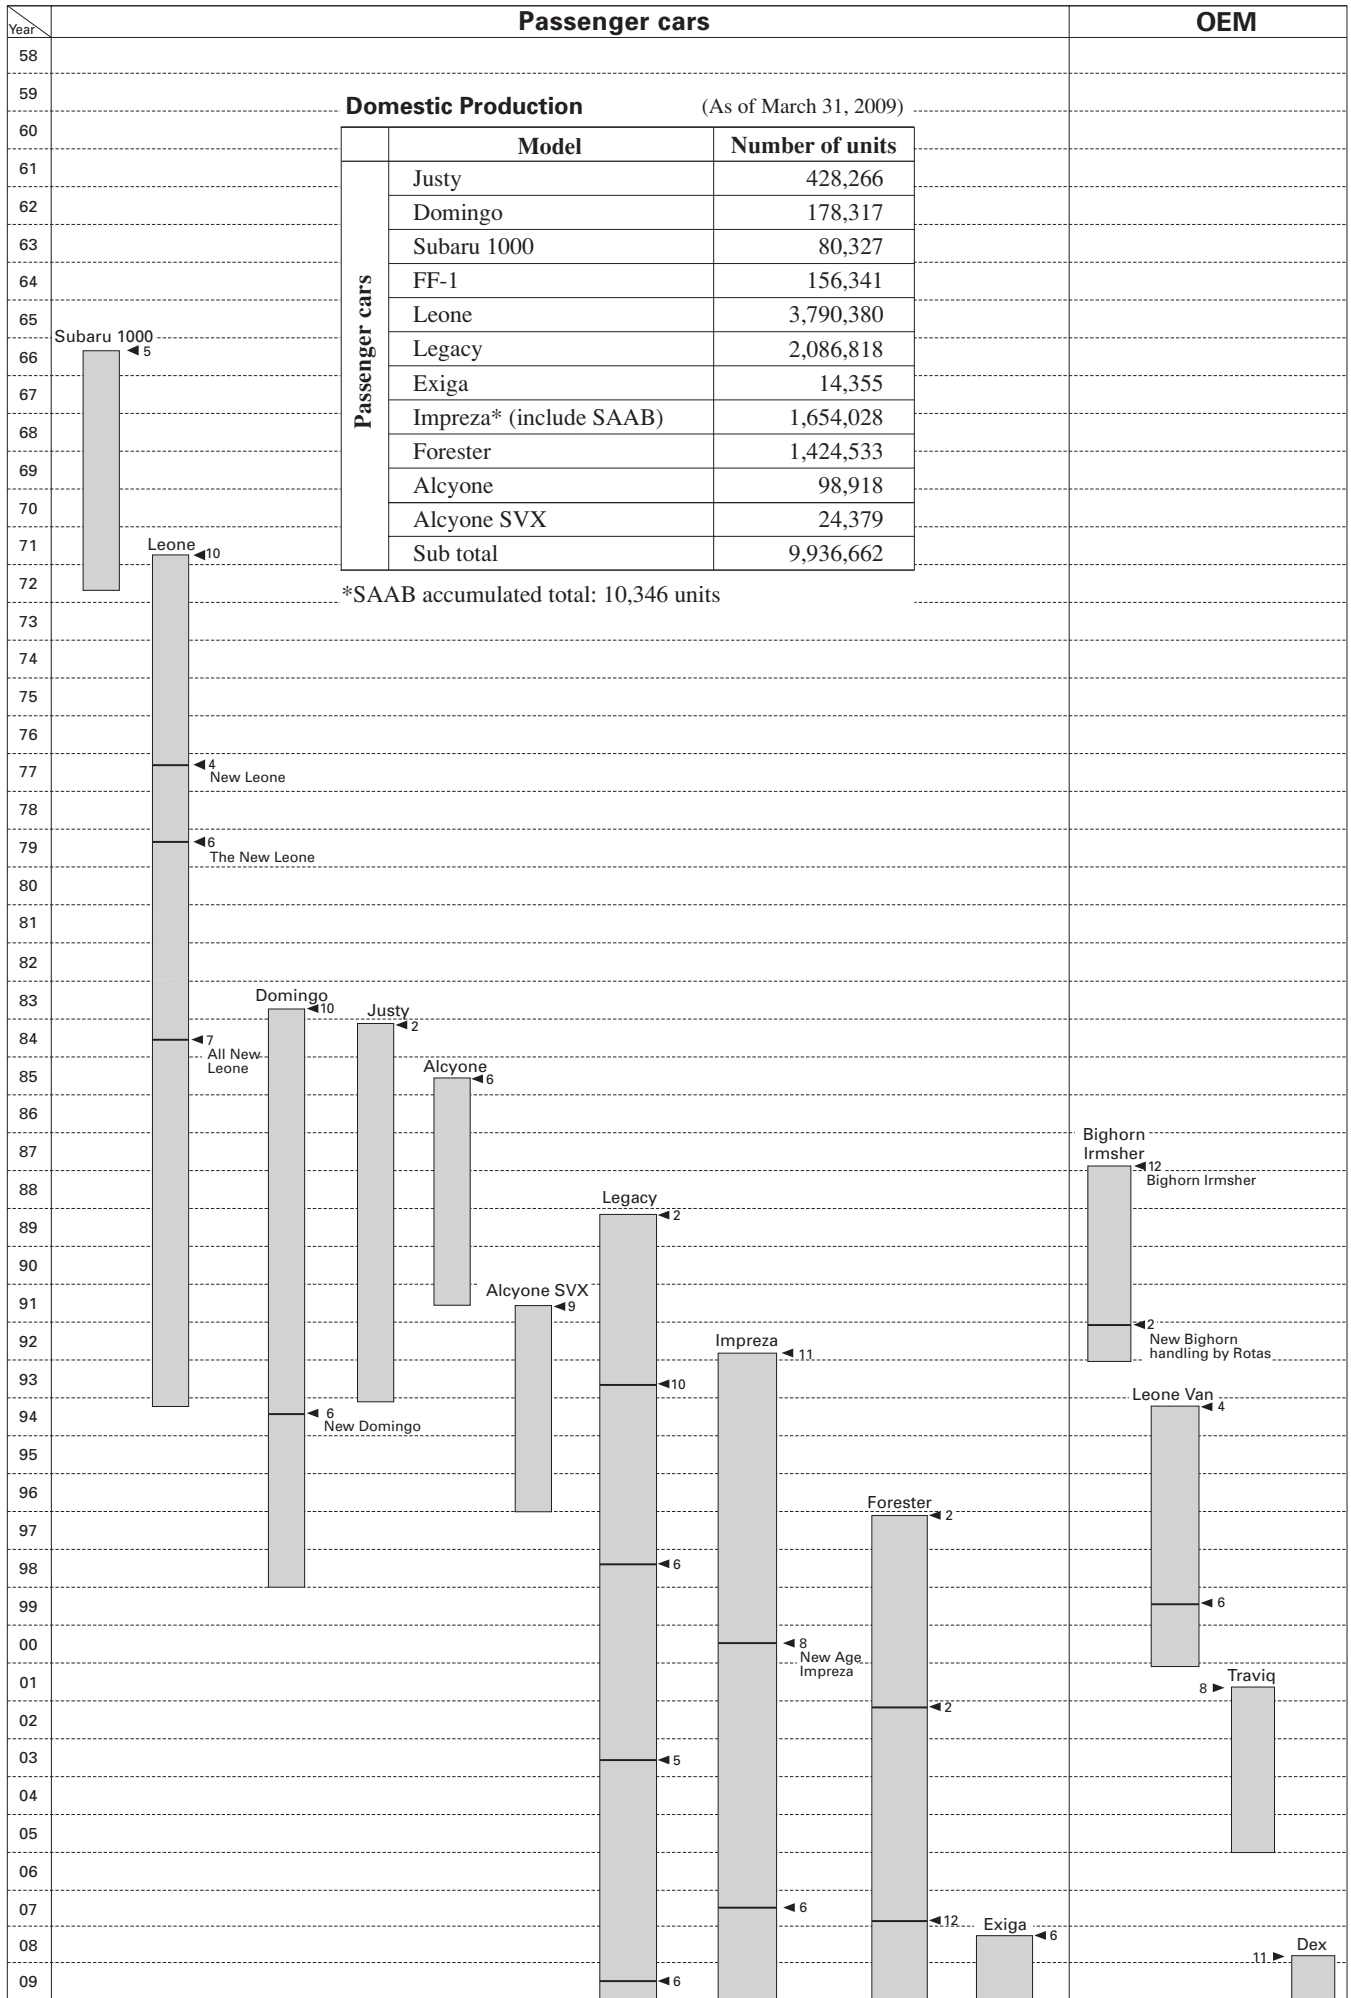 Year
Passenger cars
OEM
58
59
60
61
62
63
64
65
66
67
68
69
70
71
72
73
74
75
76
77
78
79
80
81
82
83
84
85
86
87
88
89
90
91
92
93
94
95
96
97
98
99
00
01
02
03
04
05
06
07
08
09
Domestic Production (As of March 31, 2009)
Model Number of units
Passenger cars
Justy 428,266
Domingo 178,317
Subaru 1000 80,327
FF-1 156,341
Leone 3,790,380
Legacy 2,086,818
Exiga 14,355
Impreza* (include SAAB) 1,654,028
Forester 1,424,533
Alcyone 98,918
Alcyone SVX 24,379
Sub total 9,936,662
*SAAB accumulated total: 10,346 units
Subaru 1000
◄ 5
Leone
◄10
◄ 4
New Leone
◄6
The New Leone
◄ 7
All New
Leone
Domingo
◄10
◄ 6
New Domingo
Justy
◄ 2
Alcyone
◄ 6
Alcyone SVX
◄ 9
Legacy
◄ 2
◄10
◄ 6
◄ 5
◄ 6
Impreza
◄ 11
◄ 8
New Age
Impreza
◄ 6
Forester
◄ 2
◄ 2
◄ 12
Exiga
◄ 6
Bighorn
Irmsher
◄12
Bighorn Irmsher
◄2
New Bighorn
handling by Rotas
Leone Van
◄ 4
◄ 6
Traviq
8 ►
Dex
11 ►